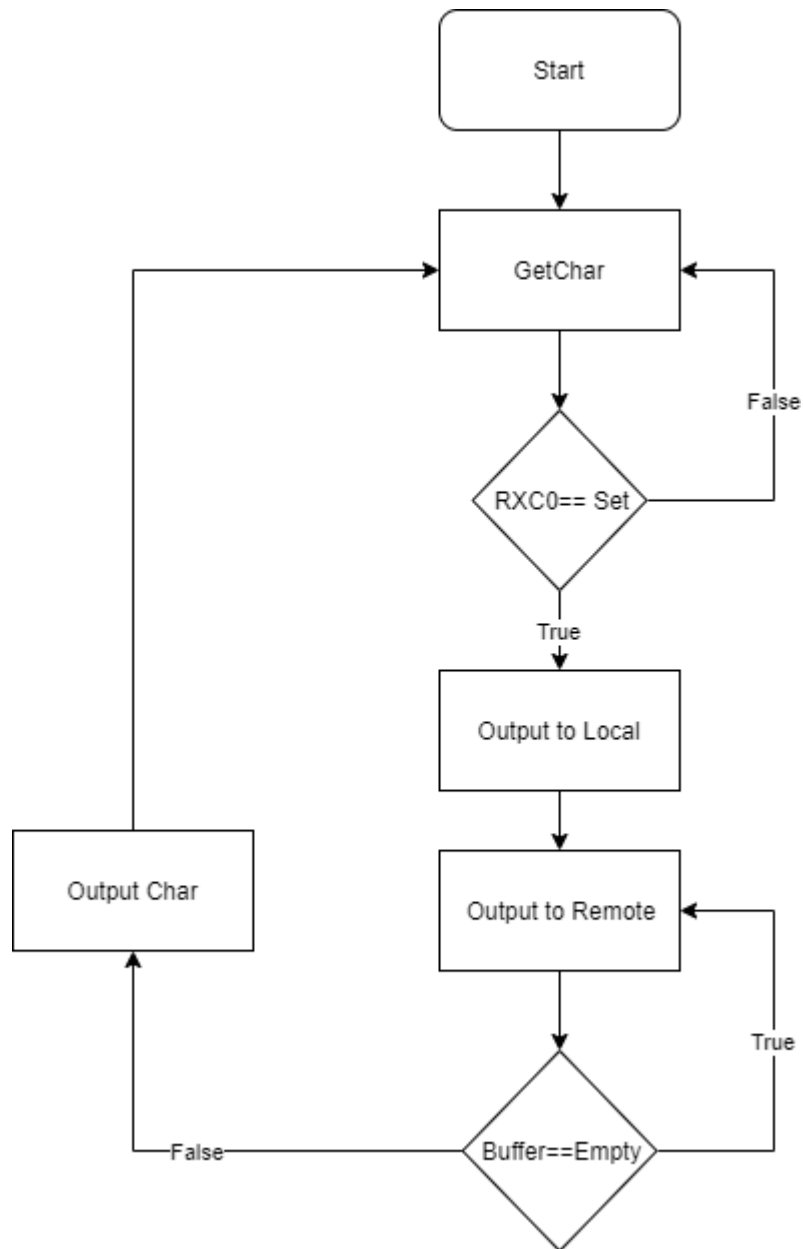 Start
GetChar
False
RXC0== Set
True
Output to Local
Output Char
Output to Remote
True
False
Buffer==Empty